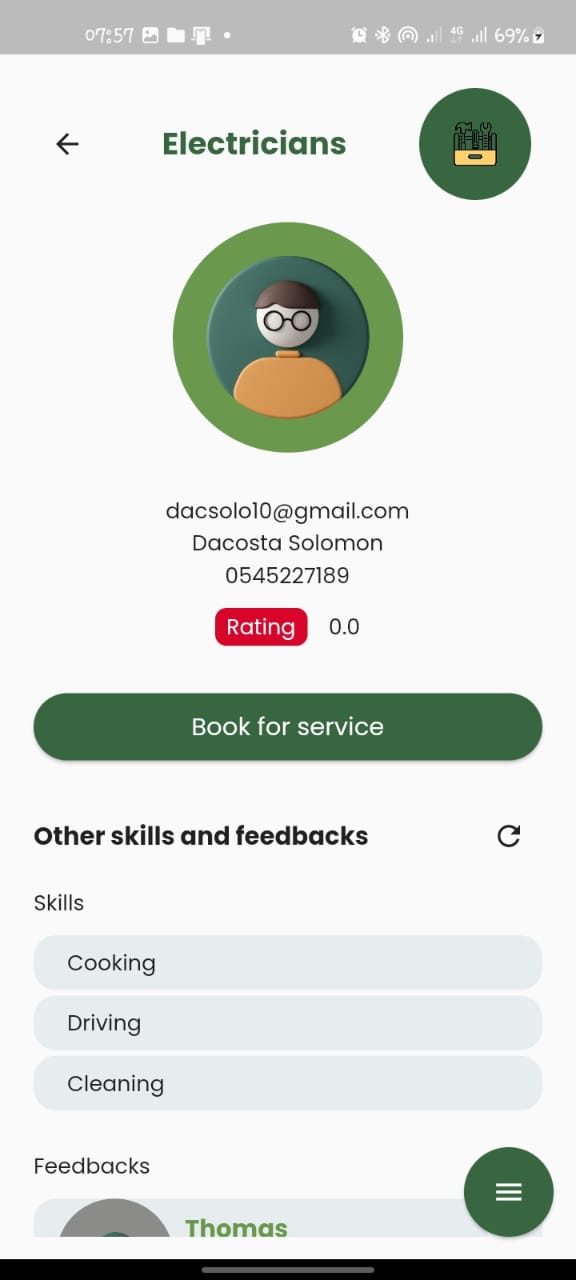 07:57
4G
69%
Electricians
dacsolo10@gmail.com
Dacosta Solomon
0545227189
Rating 0.0
Book for service
Other skills and feedbacks
Skills
Cooking
Driving
Cleaning
Feedbacks
Thomas